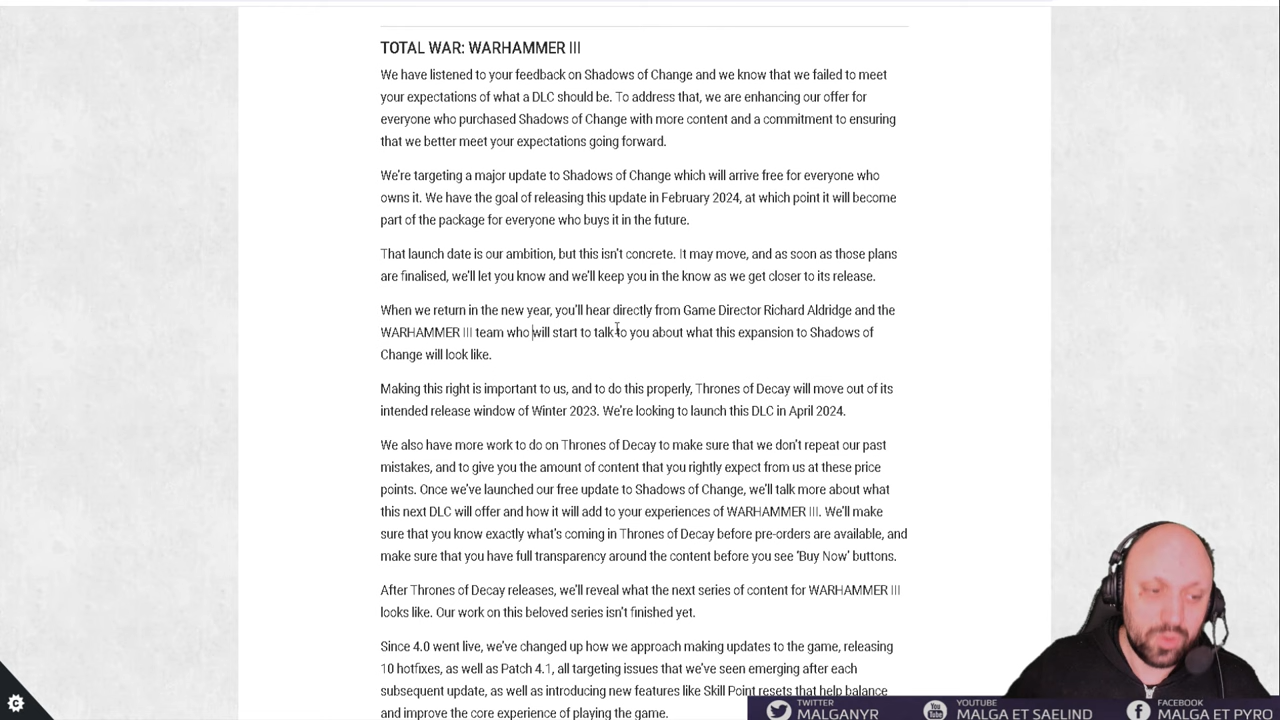 TOTAL WAR: WARHAMMER III
We have listened to your feedback on Shadows of Change and we know that we failed to meet
your expectations of what a DLC should be. To address that, we are enhancing our offer for
everyone who purchased Shadows of Change with more content and a commitment to ensuring
that we better meet your expectations going forward.
We're targeting a major update to Shadows of Change which will arrive free for everyone who
owns it. We have the goal of releasing this update in February 2024, at which point it will become
part of the package for everyone who buys it in the future.
That launch date is our ambition, but this isn't concrete. It may move, and as soon as those plans
are finalised, we'll let you know and we'll keep you in the know as we get closer to its release.
When we return in the new year, you'll hear directly from Game Director Richard Aldridge and the
WARHAMMER III team who will start to talk to you about what this expansion to Shadows of
Change will look like.
Making this right is important to us, and to do this properly, Thrones of Decay will move out of its
intended release window of Winter 2023. We're looking to launch this DLC in April 2024.
We also have more work to do on Thrones of Decay to make sure that we don't repeat our past
mistakes, and to give you the amount of content that you rightly expect from us at these price
points. Once we've launched our free update to Shadows of Change, we'll talk more about what
this next DLC will offer and how it will add to your experiences of WARHAMMER III. We'll make
sure that you know exactly what's coming in Thrones of Decay before pre-orders are available, and
make sure that you have full transparency around the content before you see 'Buy Now' buttons.
After Thrones of Decay releases, we'll reveal what the next series of content for WARHAMMER III
looks like. Our work on this beloved series isn't finished yet.
Since 4.0 went live, we've changed up how we approach making updates to the game, releasing
10 hotfixes, as well as Patch 4.1, all targeting issues that we've seen emerging after each
subsequent update, as well as introducing new features like Skill Point resets that help balance
and improve the core experience of playing the game.
TWITTER
MALGANYR
You Tube
YOUTUBE
MALGA ET SAELIND
FACEBOOK
MALGA ET PYRO